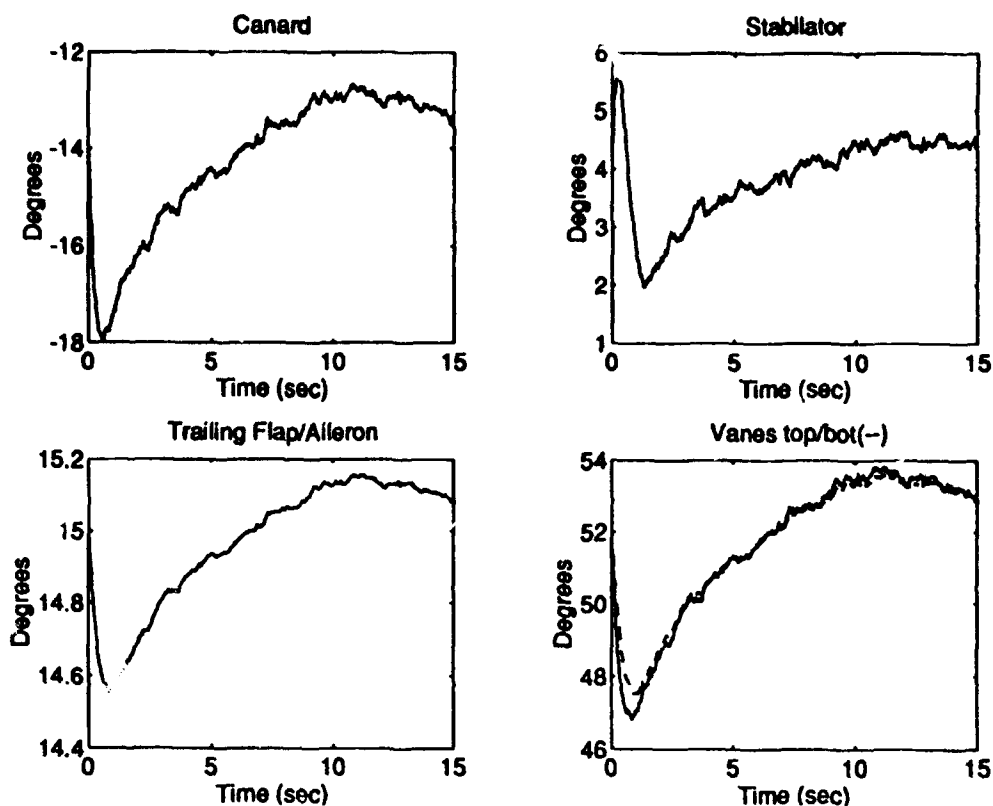 Canard
-12
-14
-16
-18
Degrees
0 5 10 15
Time (sec)
Stabilator
6
5
4
3
2
1
Degrees
0 5 10 15
Time (sec)
Trailing Flap/Aileron
15.2
15
14.8
14.6
14.4
Degrees
0 5 10 15
Time (sec)
Vanes top/bot(--)
54
52
50
48
46
Degrees
0 5 10 15
Time (sec)